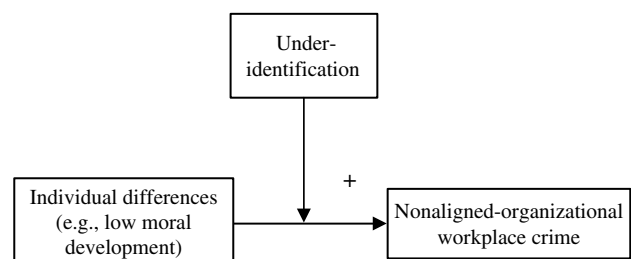 Under-
identification
+
Individual differences
(e.g., low moral
development)
Nonaligned-organizational
workplace crime